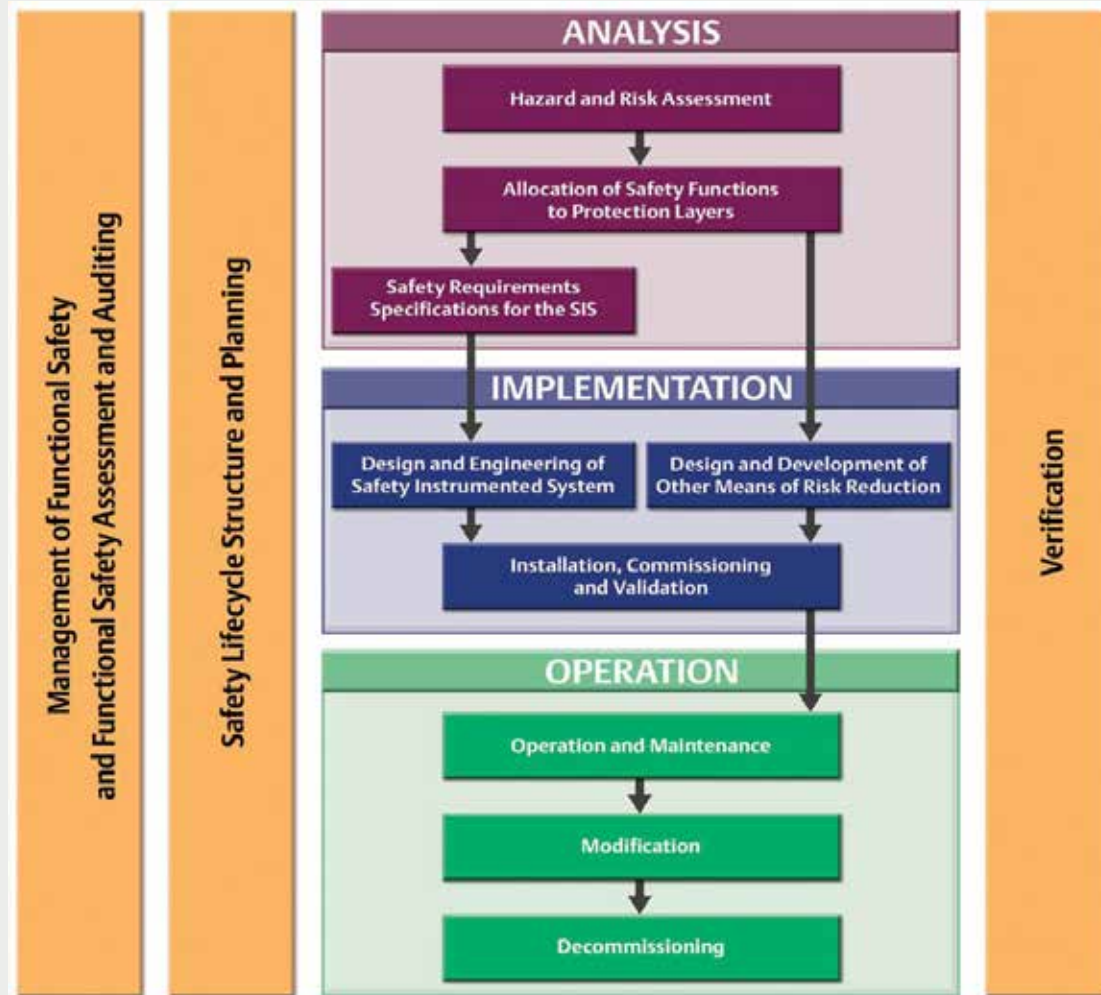 Management of Functional Safety
and Functional Safety Assessment and Auditing
Safety Lifecycle Structure and Planning
ANALYSIS
Hazard and Risk Assessment
Allocation of Safety Functions
to Protection Layers
Safety Requirements
Specifications for the SIS
IMPLEMENTATION
Design and Engineering of
Safety Instrumented System
Design and Development of
Other Means of Risk Reduction
Installation, Commissioning
and Validation
OPERATION
Operation and Maintenance
Modification
Decommissioning
Verification